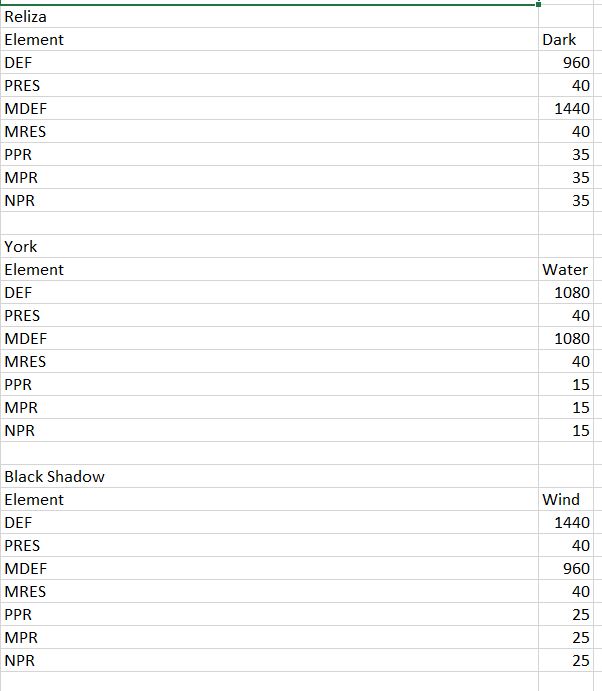 Reliza
Element Dark
DEF 960
PRES 40
MDEF 1440
MRES 40
PPR 35
MPR 35
NPR 35
York
Element Water
DEF 1080
PRES 40
MDEF 1080
MRES 40
PPR 15
MPR 15
NPR 15
Black Shadow
Element Wind
DEF 1440
PRES 40
MDEF 960
MRES 40
PPR 25
MPR 25
NPR 25